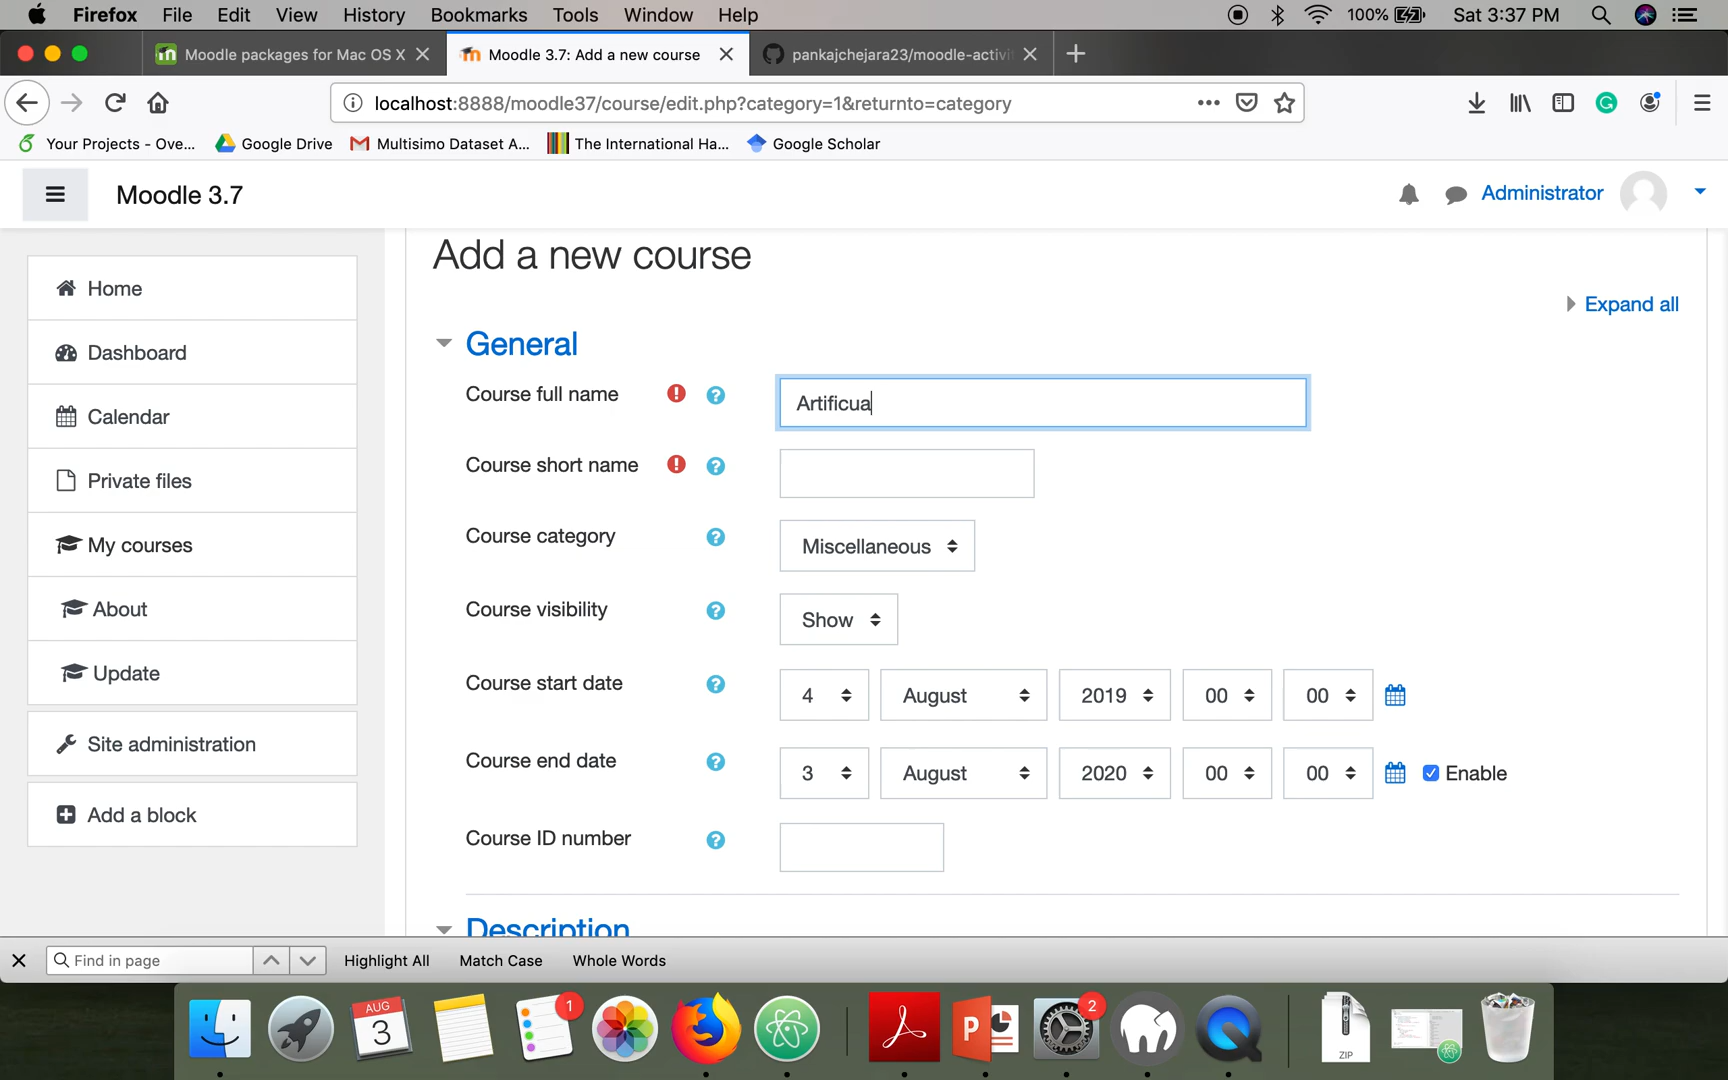 Firefox File Edit View History Bookmarks Tools Window Help 100% Sat 3:37 PM
Moodle packages for Mac OS X Moodle 3.7: Add a new course pankajchejara23/moodle-activi
localhost:8888/moodle37/course/edit.php?category=1&returnto=category
Your Projects - Ove... Google Drive Multisimo Dataset A... The International Ha... Google Scholar
Moodle 3.7 Administrator
Home
Dashboard
Calendar
Private files
My courses
About
Update
Site administration
Add a block
Add a new course
Expand all
General
Course full name Artificua
Course short name
Course category Miscellaneous
Course visibility Show
Course start date 4 August 2019 00 00
Course end date 3 August 2020 00 00 Enable
Course ID number
Description
Find in page Highlight All Match Case Whole Words
AUG
3
1
P
2
ZIP